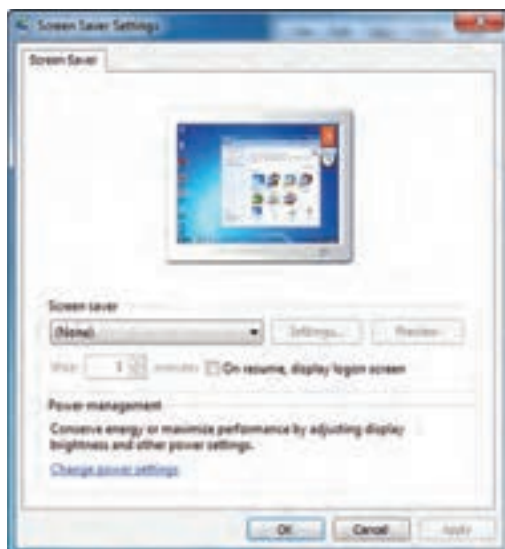 Screen Saver Settings
Screen Saver
Screen saver
(None)
Settings...
Preview
Wait: 1 minutes
On resume, display logon screen
Power management
Conserve energy or maximize performance by adjusting display
brightness and other power settings.
Change power settings
OK
Cancel
Apply